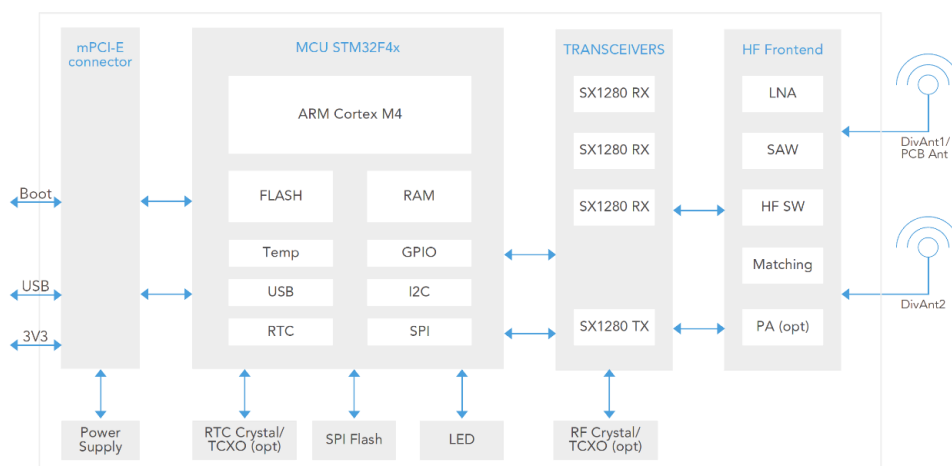 mPCI-E
connector
MCU STM32F4x
TRANSCEIVERS
HF Frontend
ARM Cortex M4
SX1280 RX
LNA
DivAnt1/
PCB Ant
SX1280 RX
SAW
Boot
FLASH
RAM
SX1280 RX
HF SW
Temp
GPIO
Matching
USB
USB
I2C
DivAnt2
3V3
RTC
SPI
SX1280 TX
PA (opt)
Power
Supply
RTC Crystal/
TCXO (opt)
SPI Flash
LED
RF Crystal/
TCXO (opt)